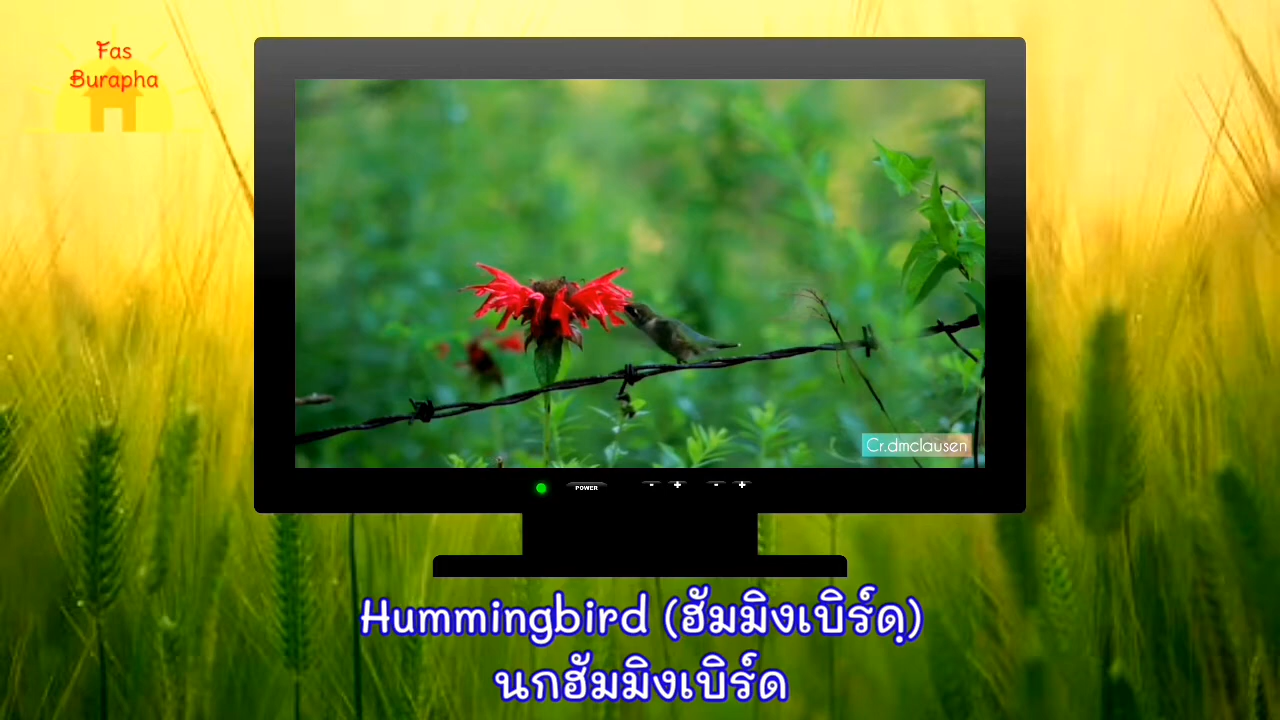 Fas
Burapha
Cr.dmclausen
POWER
- + - +
Hummingbird (ฮัมมิงเบิร์ดฺ)
นกฮัมมิงเบิร์ด